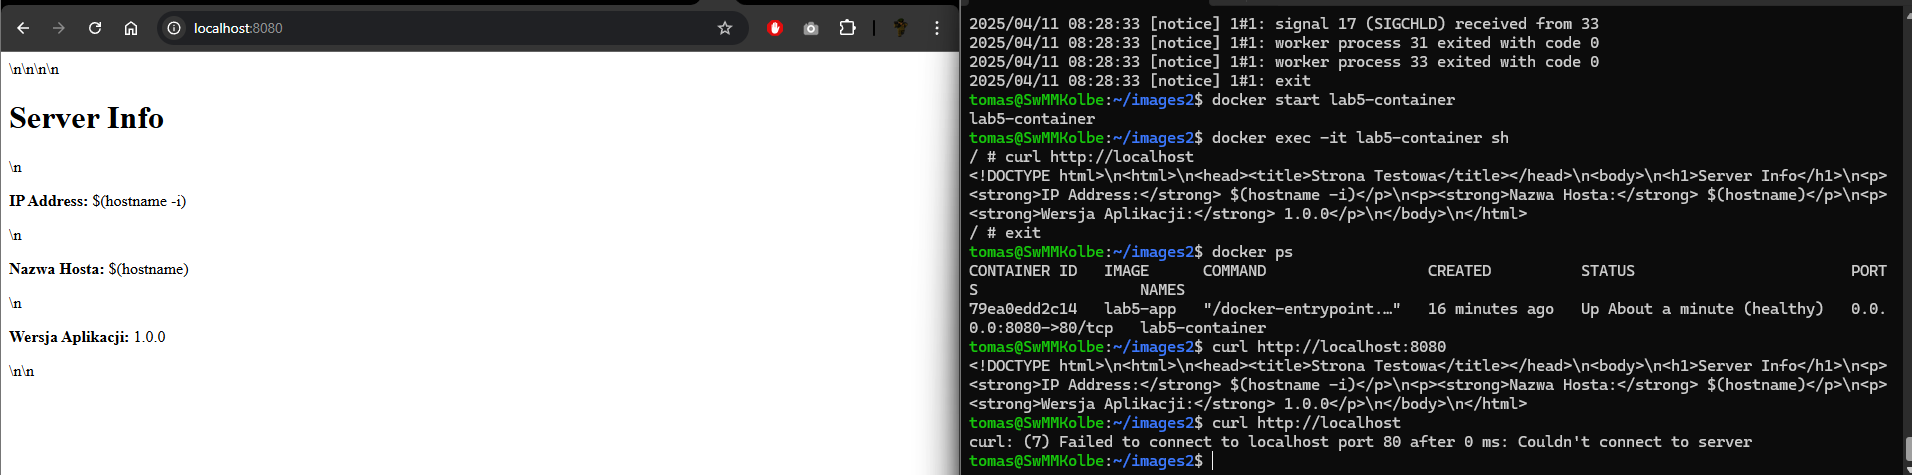 localhost:8080
\n\n\n\n
Server Info
\n
IP Address: $(hostname -i)
\n
Nazwa Hosta: $(hostname)
\n
Wersja Aplikacji: 1.0.0
\n\n
2025/04/11 08:28:33 [notice] 1#1: signal 17 (SIGCHLD) received from 33
2025/04/11 08:28:33 [notice] 1#1: worker process 31 exited with code 0
2025/04/11 08:28:33 [notice] 1#1: worker process 33 exited with code 0
2025/04/11 08:28:33 [notice] 1#1: exit
tomas@SwMMKolbe:~/images2$ docker start lab5-container
lab5-container
tomas@SwMMKolbe:~/images2$ docker exec -it lab5-container sh
/ # curl http://localhost
<!DOCTYPE html>\n<html>\n<head><title>Strona Testowa</title></head>\n<body>\n<h1>Server Info</h1>\n<p>
<strong>IP Address:</strong> $(hostname -i)</p>\n<p><strong>Nazwa Hosta:</strong> $(hostname)</p>\n<p>
<strong>Wersja Aplikacji:</strong> 1.0.0</p>\n</body>\n</html>
/ # exit
tomas@SwMMKolbe:~/images2$ docker ps
CONTAINER ID   IMAGE      COMMAND                  CREATED          STATUS                        PORT
S                  NAMES
79ea0edd2c14   lab5-app   "/docker-entrypoint.…"   16 minutes ago   Up About a minute (healthy)   0.0.
0.0:8080->80/tcp   lab5-container
tomas@SwMMKolbe:~/images2$ curl http://localhost:8080
<!DOCTYPE html>\n<html>\n<head><title>Strona Testowa</title></head>\n<body>\n<h1>Server Info</h1>\n<p>
<strong>IP Address:</strong> $(hostname -i)</p>\n<p><strong>Nazwa Hosta:</strong> $(hostname)</p>\n<p>
<strong>Wersja Aplikacji:</strong> 1.0.0</p>\n</body>\n</html>
tomas@SwMMKolbe:~/images2$ curl http://localhost
curl: (7) Failed to connect to localhost port 80 after 0 ms: Couldn't connect to server
tomas@SwMMKolbe:~/images2$